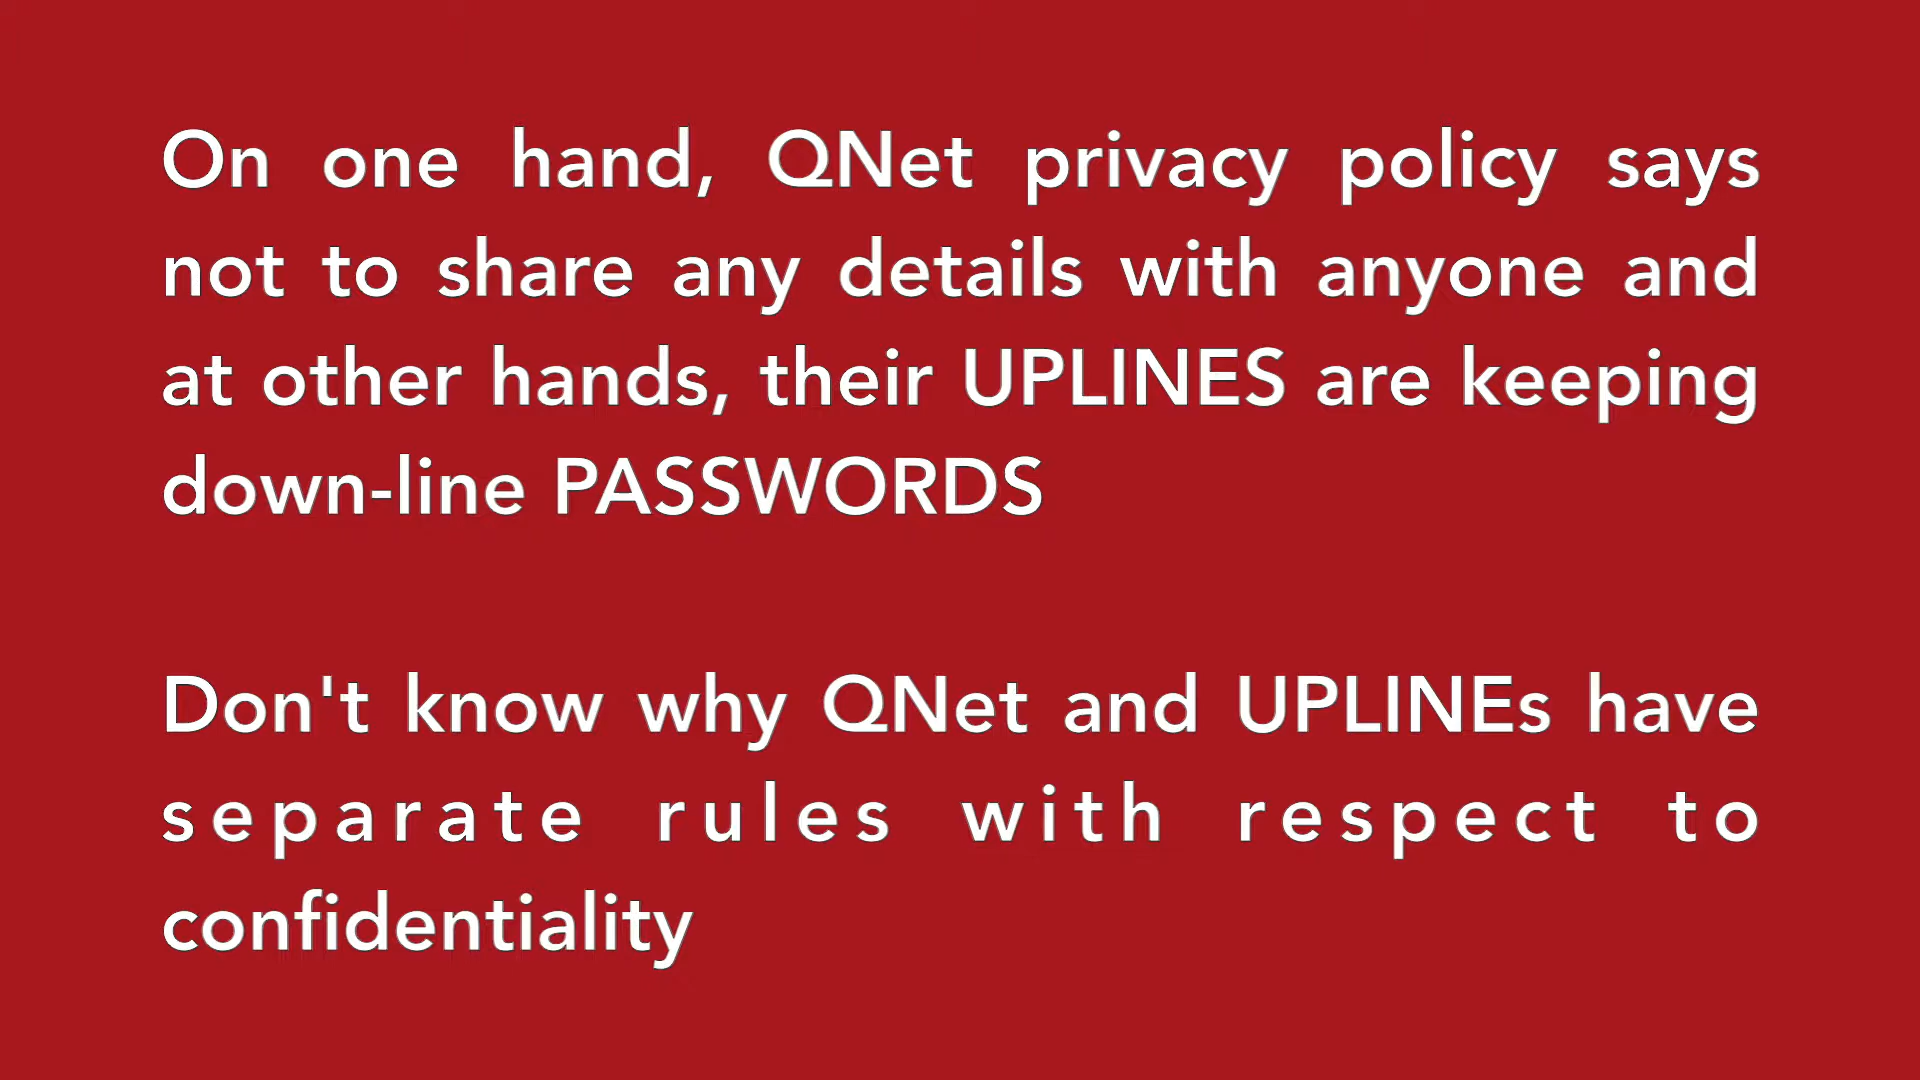 On one hand, QNet privacy policy says
not to share any details with anyone and
at other hands, their UPLINES are keeping
down-line PASSWORDS
Don't know why QNet and UPLINEs have
separate rules with respect to
confidentiality